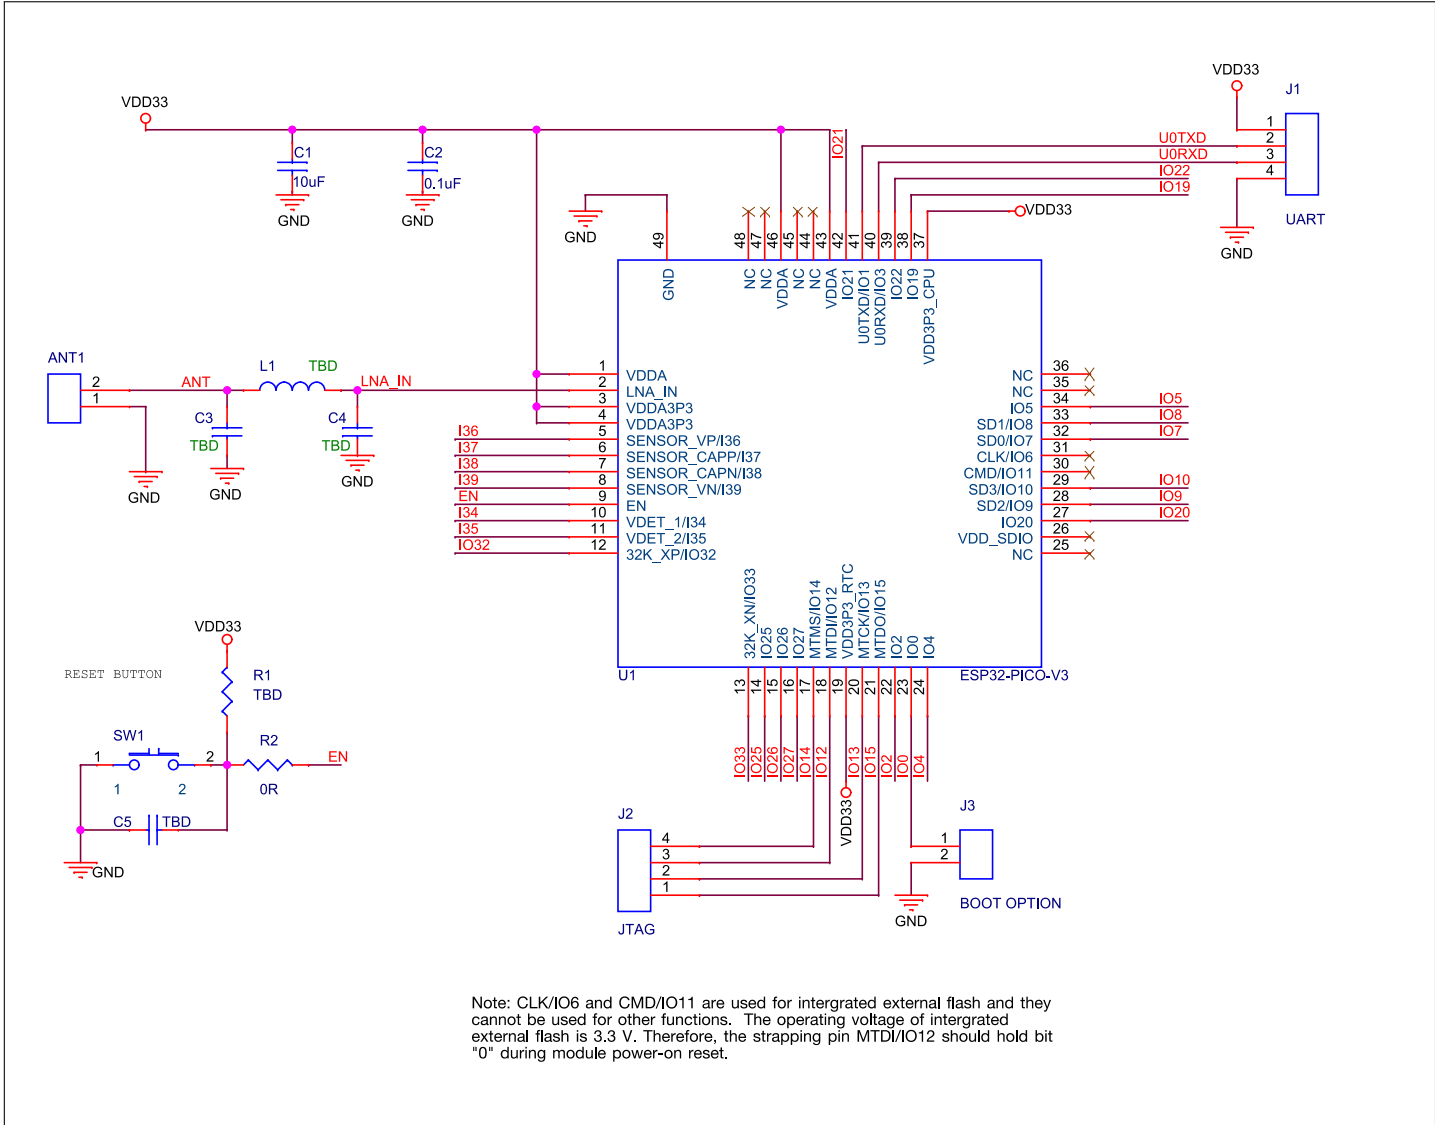 VDD33
C1
10uF
GND
C2
0.1uF
GND
GND
IO21
VDD33
J1
U0TXD
U0RXD
IO22
IO19
1
2
3
4
UART
GND
VDD33
49
48
47
46
45
44
43
42
41
40
39
38
37
GND
NC
NC
VDDA
NC
NC
VDDA
IO21
U0TXD/IO1
U0RXD/IO3
IO22
IO19
VDD3P3_CPU
ANT1
2
1
ANT
L1
TBD
LNA_IN
C3
TBD
C4
TBD
GND
GND
GND
I36
I37
I38
I39
EN
I34
I35
IO32
1
2
3
4
5
6
7
8
9
10
11
12
VDDA
LNA_IN
VDDA3P3
VDDA3P3
SENSOR_VP/I36
SENSOR_CAPP/I37
SENSOR_CAPN/I38
SENSOR_VN/I39
EN
VDET_1/I34
VDET_2/I35
32K_XP/IO32
NC
NC
IO5
SD1/IO8
SD0/IO7
CLK/IO6
CMD/IO11
SD3/IO10
SD2/IO9
IO20
VDD_SDIO
NC
36
35
34
33
32
31
30
29
28
27
26
25
IO5
IO8
IO7
IO10
IO9
IO20
32K_XN/IO33
IO25
IO26
IO27
MTMS/IO14
MTDI/IO12
VDD3P3_RTC
MTCK/IO13
MTDO/IO15
IO2
IO0
IO4
U1
ESP32-PICO-V3
13
14
15
16
17
18
19
20
21
22
23
24
IO33
IO25
IO26
IO27
IO14
IO12
IO13
IO15
IO2
IO0
IO4
VDD33
VDD33
RESET BUTTON
R1
TBD
SW1
1
2
1
2
R2
0R
EN
C5
TBD
GND
J2
4
3
2
1
JTAG
J3
1
2
GND
BOOT OPTION
Note: CLK/IO6 and CMD/IO11 are used for intergrated external flash and they
cannot be used for other functions. The operating voltage of intergrated
external flash is 3.3 V. Therefore, the strapping pin MTDI/IO12 should hold bit
"0" during module power-on reset.